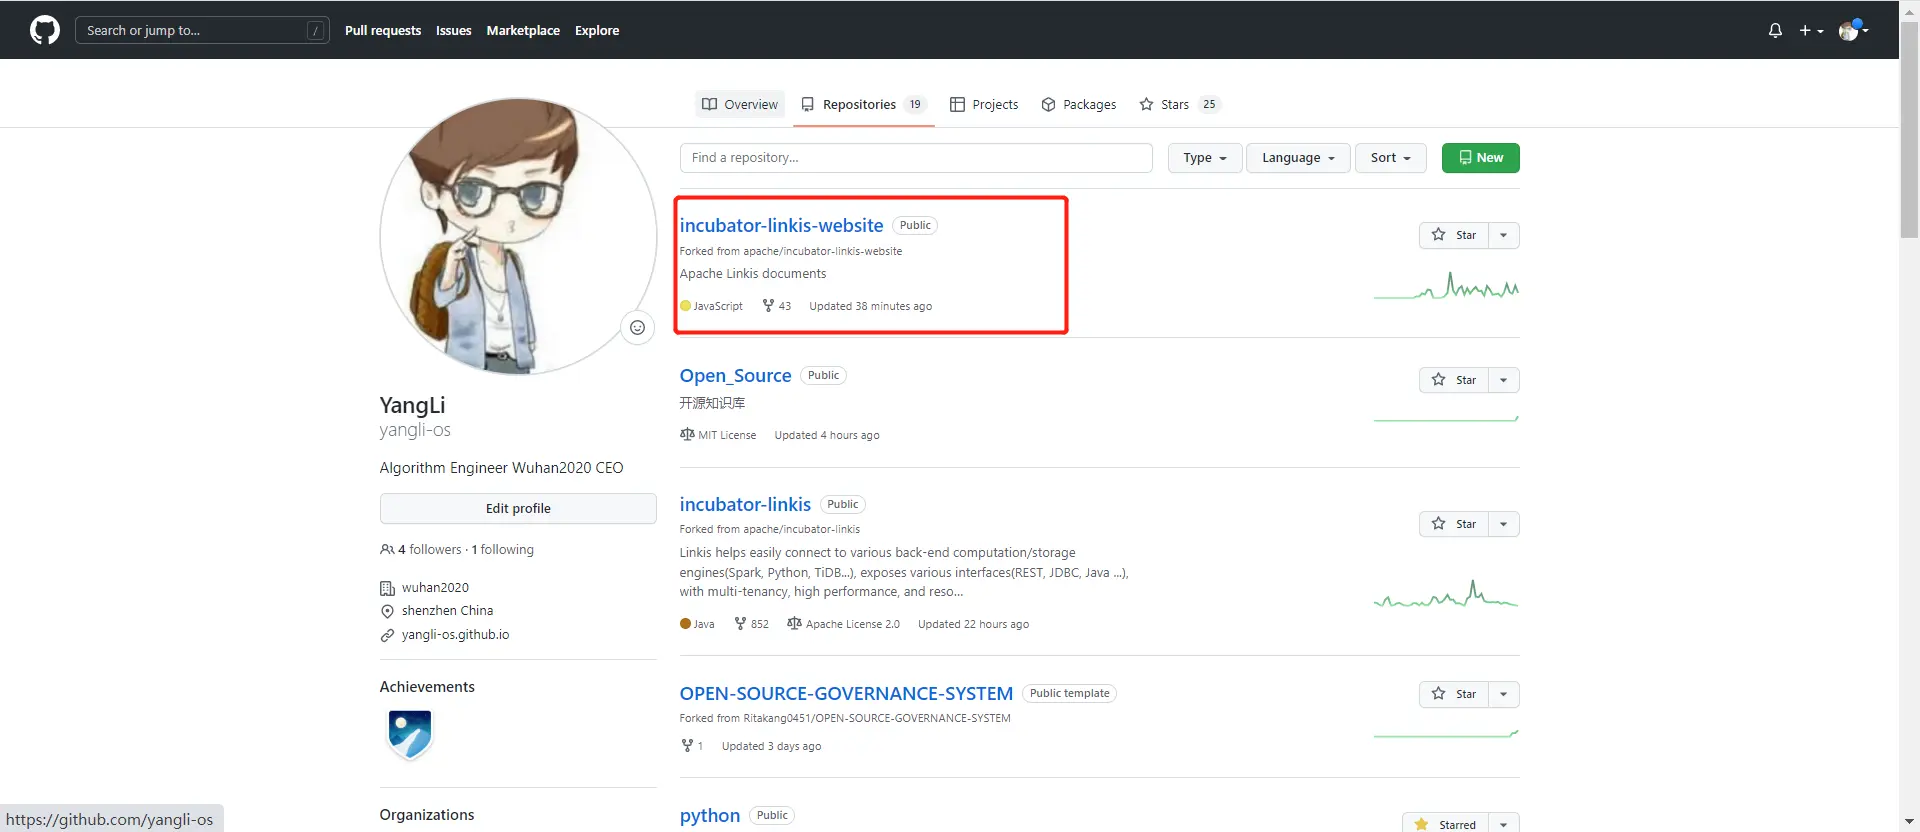 Search or jump to... /
Pull requests Issues Marketplace Explore
Overview Repositories 19 Projects Packages Stars 25
Find a repository... Type Language Sort New
incubator-linkis-website Public
Forked from apache/incubator-linkis-website
Apache Linkis documents
JavaScript 43 Updated 38 minutes ago
Star
Open_Source Public
开源知识库
MIT License Updated 4 hours ago
Star
incubator-linkis Public
Forked from apache/incubator-linkis
Linkis helps easily connect to various back-end computation/storage
engines(Spark, Python, TiDB...), exposes various interfaces(REST, JDBC, Java ...),
with multi-tenancy, high performance, and reso...
Java 852 Apache License 2.0 Updated 22 hours ago
Star
OPEN-SOURCE-GOVERNANCE-SYSTEM Public template
Forked from Ritakang0451/OPEN-SOURCE-GOVERNANCE-SYSTEM
1 Updated 3 days ago
Star
python Public
Starred
YangLi
yangli-os
Algorithm Engineer Wuhan2020 CEO
Edit profile
4 followers · 1 following
wuhan2020
shenzhen China
yangli-os.github.io
Achievements
Organizations
https://github.com/yangli-os